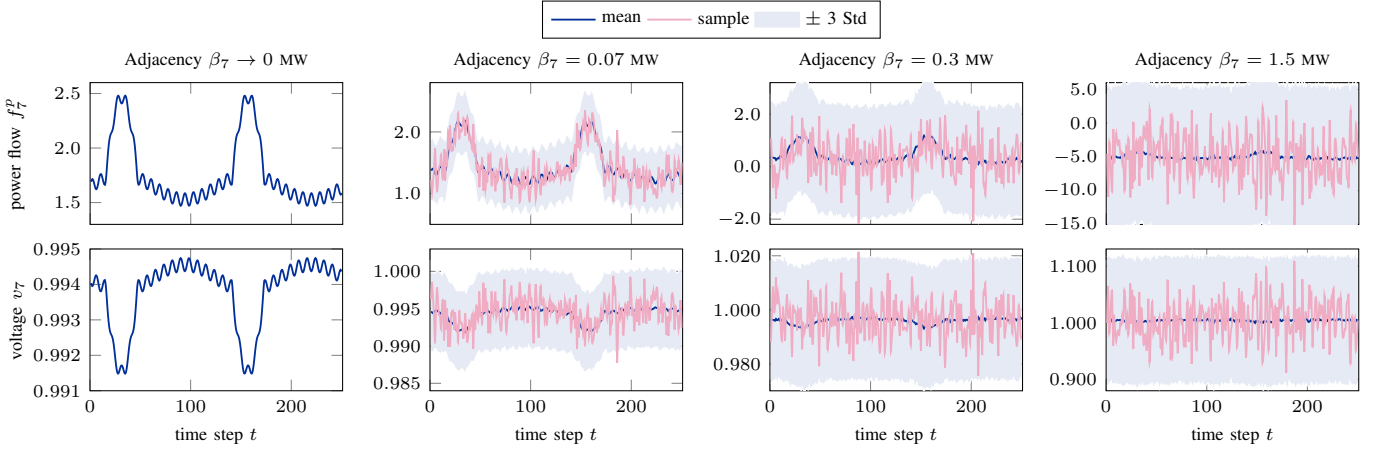 mean sample ± 3 Std
Adjacency β₇ → 0 MW
Adjacency β₇ = 0.07 MW
Adjacency β₇ = 0.3 MW
Adjacency β₇ = 1.5 MW
power flow f₇ᵖ
2.5
2.0
1.5
2.0
1.0
2.0
0.0
−2.0
5.0
0.0
−5.0
−10.0
−15.0
voltage v₇
0.995
0.994
0.993
0.992
0.991
1.000
0.995
0.990
0.985
1.020
1.000
0.980
1.100
1.000
0.900
0 100 200
0 100 200
0 100 200
0 100 200
time step t
time step t
time step t
time step t